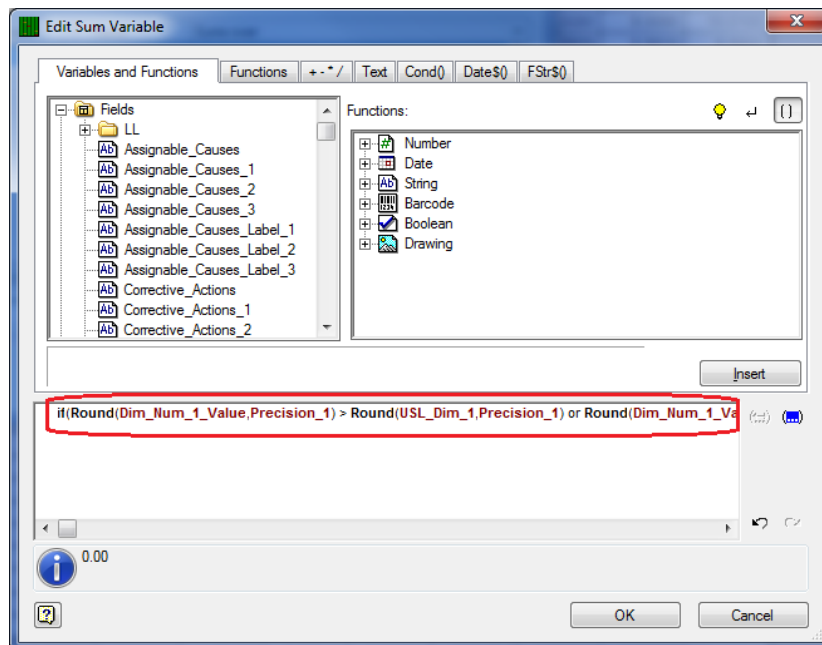 Edit Sum Variable
Variables and Functions
Functions
+ - * /
Text
Cond()
Date$()
FStr$()
Fields
LL
Assignable_Causes
Assignable_Causes_1
Assignable_Causes_2
Assignable_Causes_3
Assignable_Causes_Label_1
Assignable_Causes_Label_2
Assignable_Causes_Label_3
Corrective_Actions
Corrective_Actions_1
Corrective_Actions_2
Functions:
Number
Date
String
Barcode
Boolean
Drawing
Insert
if(Round(Dim_Num_1_Value,Precision_1) > Round(USL_Dim_1,Precision_1) or Round(Dim_Num_1_Va
0.00
OK
Cancel